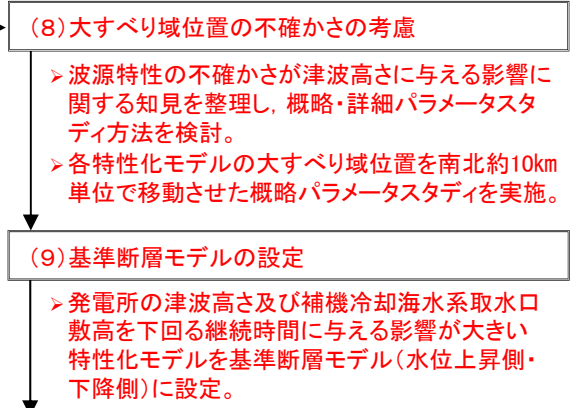 (8)大すべり域位置の不確かさの考慮
➢波源特性の不確かさが津波高さに与える影響に
関する知見を整理し，概略・詳細パラメータスタ
ディ方法を検討。
➢各特性化モデルの大すべり域位置を南北約10km
単位で移動させた概略パラメータスタディを実施。
(9)基準断層モデルの設定
➢発電所の津波高さ及び補機冷却海水系取水口
敷高を下回る継続時間に与える影響が大きい
特性化モデルを基準断層モデル(水位上昇側・
下降側)に設定。